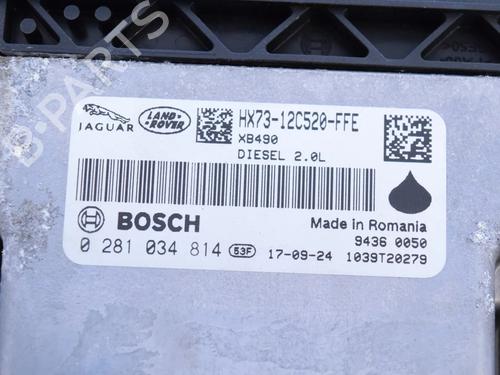 JAGUAR
LAND ROVER
HX73-12C520-FFE
XB490
DIESEL 2.0L
BOSCH
Made in Romania
9436 0050
0 281 034 814 53F 17-09-24 1039T20279
B-PARTS